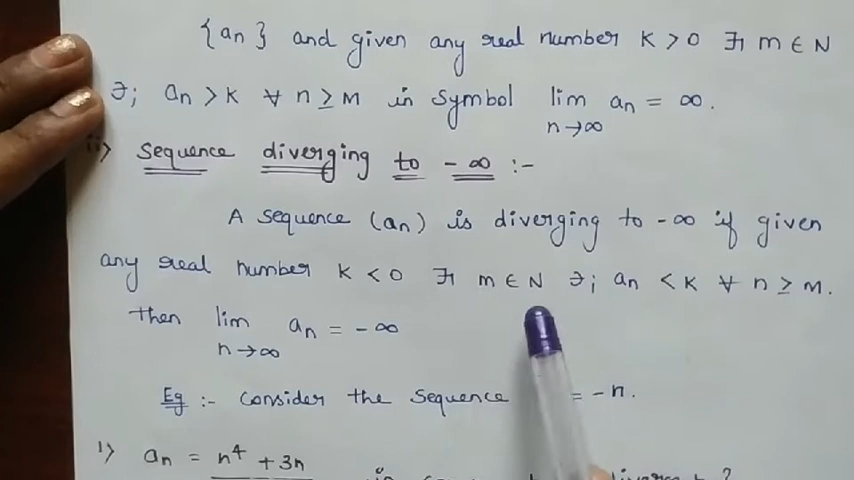 {an} and given any real number K > 0 ∃ m ∈ N
∋; an > K ∀ n ≥ M in symbol lim n→∞ an = ∞.
ii) Sequence diverging to -∞ :-
A sequence (an) is diverging to -∞ if given
any real number K < 0 ∃ m ∈ N ∋; an < K ∀ n ≥ M.
then lim n→∞ an = -∞
Eg :- Consider the sequence = -n.
1) an = n⁴ + 3n